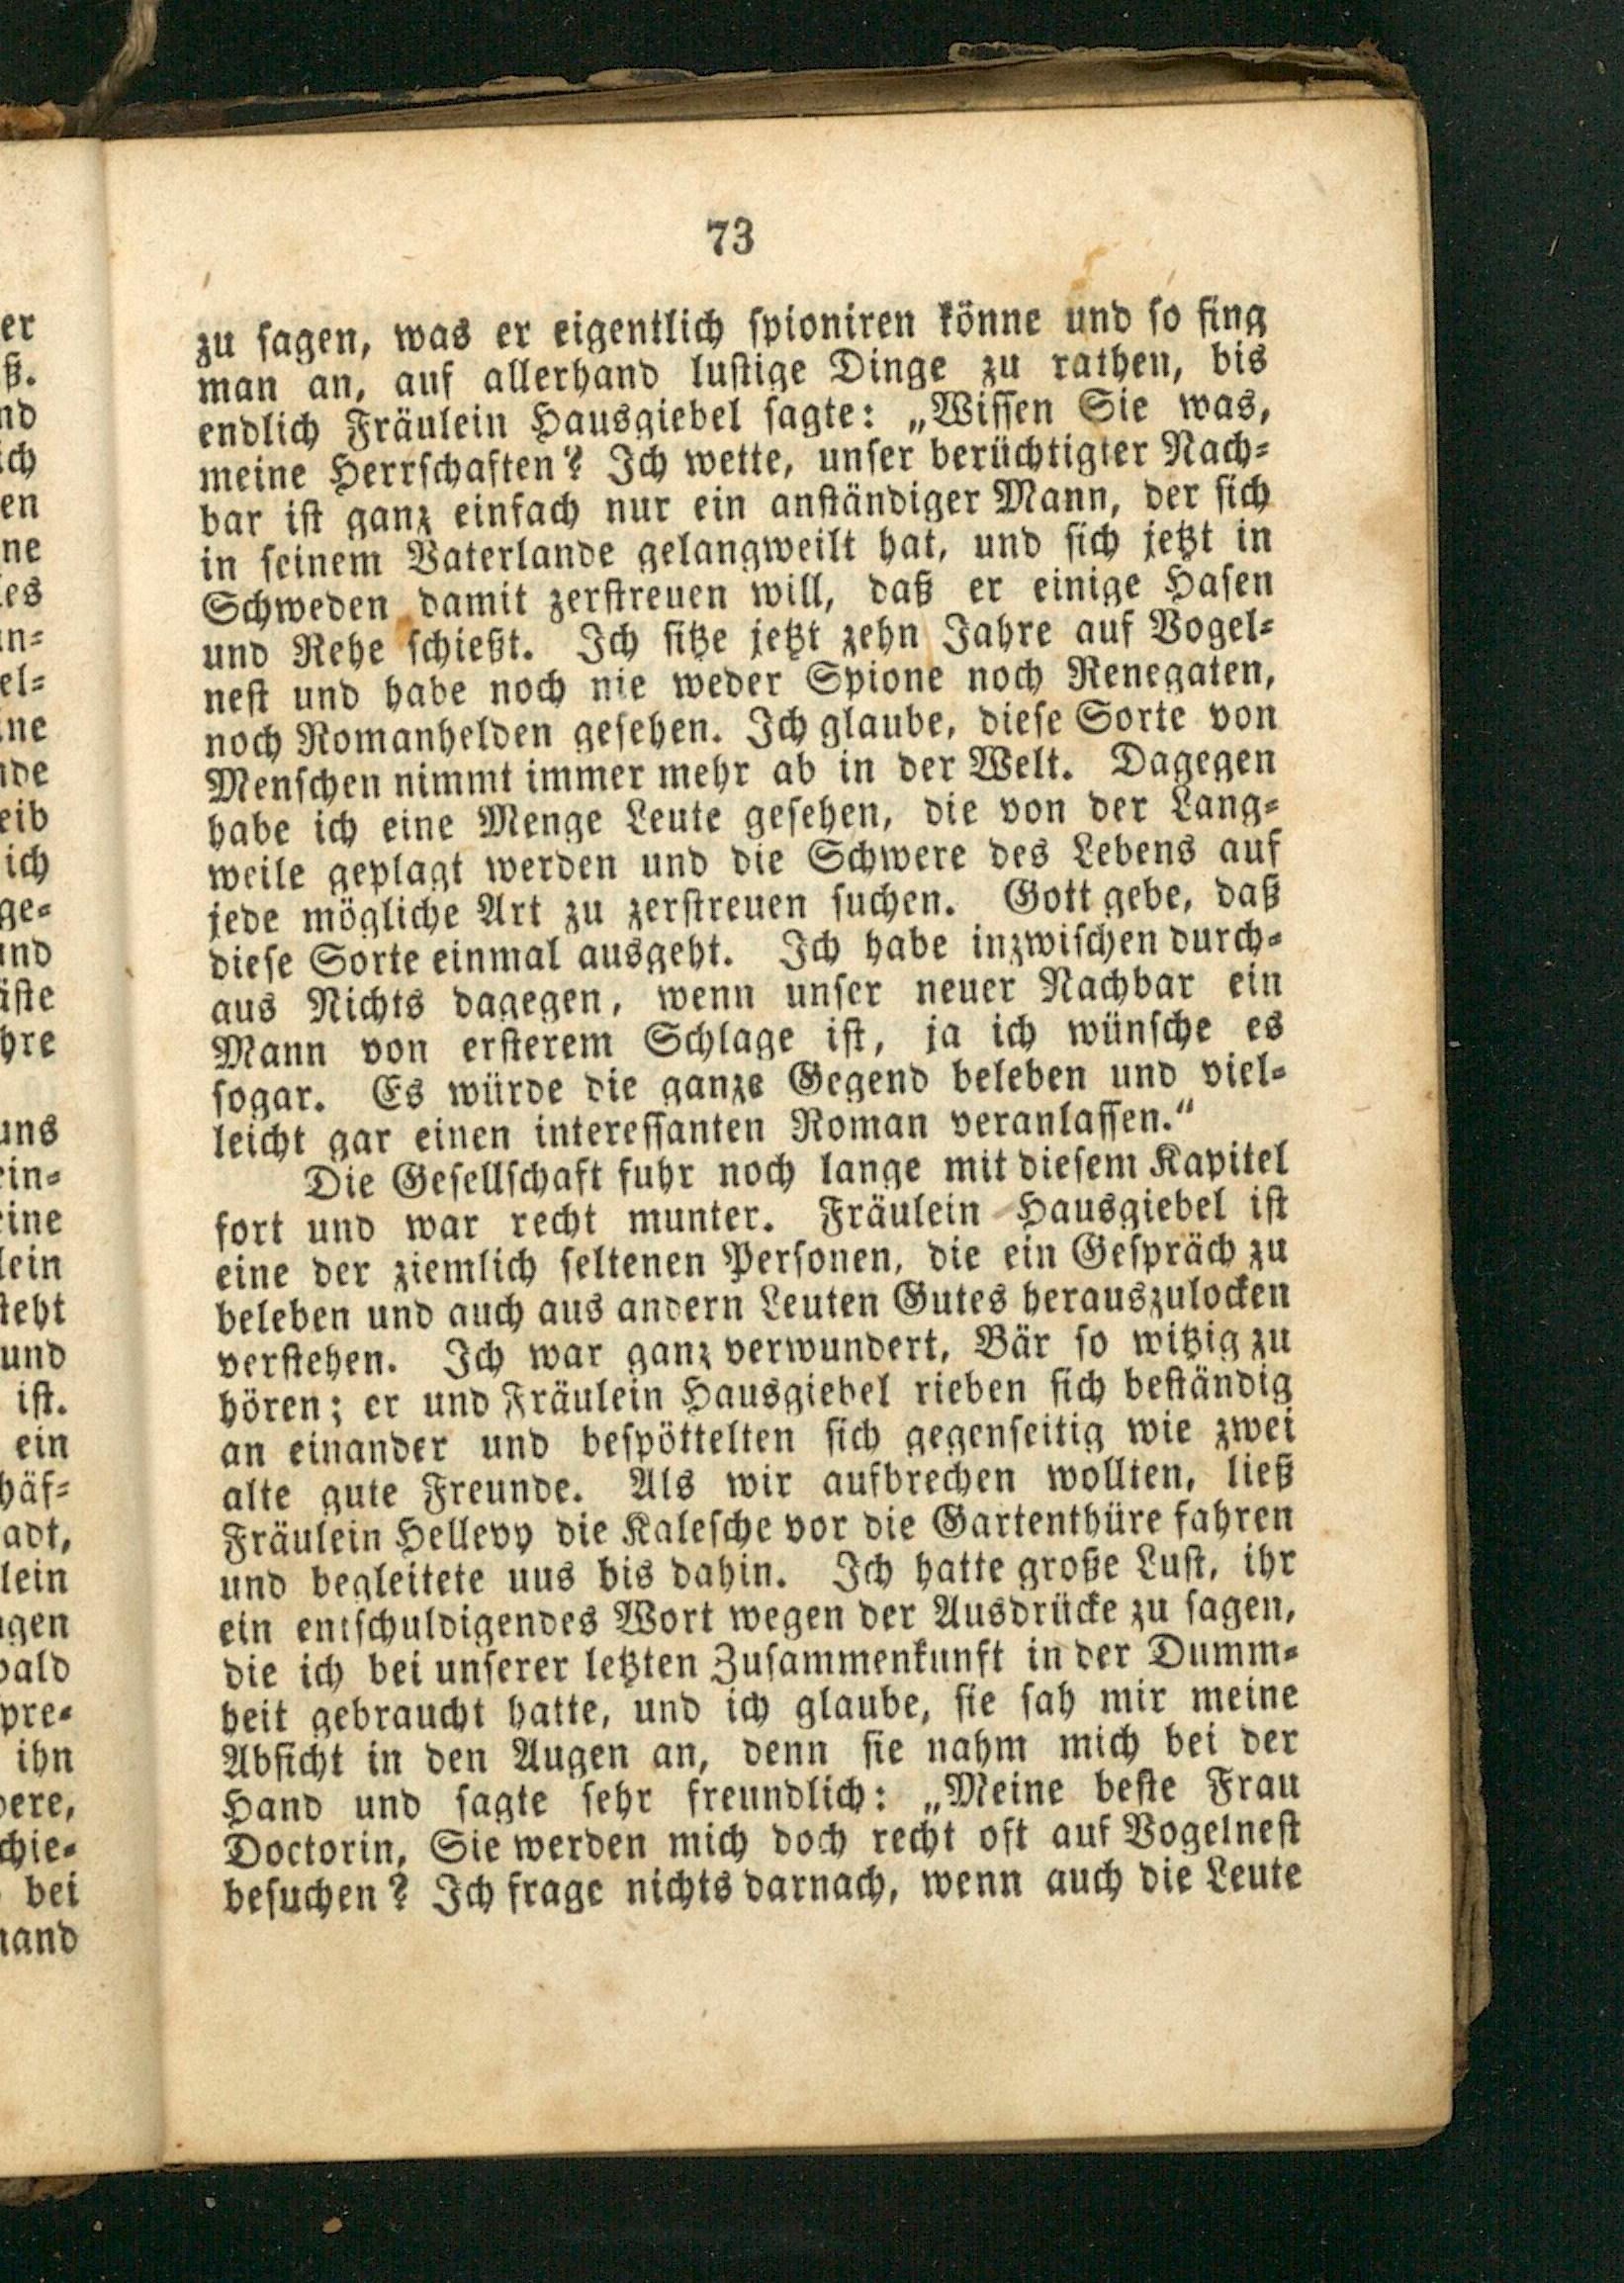 73
zu sagen, was er eigentlich spioniren könne und so fing
man an, auf allerhand lustige Dinge zu rathen, bis
endlich Fräulein Hausgiebel sagte: „Wissen Sie was,
meine Herrschaften? Ich wette, unser berüchtigter Nach-
bar ist ganz einfach nur ein anständiger Mann, der sich
in seinem Vaterlande gelangweilt hat, und sich jetzt in
Schweden damit zerstreuen will, daß er einige Hasen
und Rehe schießt. Ich sitze jetzt zehn Jahre auf Vogel-
nest und habe noch nie weder Spione noch Renegaten,
noch Romanhelden gesehen. Ich glaube, diese Sorte von
Menschen nimmt immer mehr ab in der Welt. Dagegen
habe ich eine Menge Leute gesehen, die von der Lang-
weile geplagt werden und die Schwere des Lebens auf
jede mögliche Art zu zerstreuen suchen. Gott gebe, daß
diese Sorte einmal ausgeht. Ich habe inzwischen durch-
aus Nichts dagegen, wenn unser neuer Nachbar ein
Mann von ersterem Schlage ist, ja ich wünsche es
sogar. Es würde die ganze Gegend beleben und viel-
leicht gar einen interessanten Roman veranlassen.“
Die Gesellschaft fuhr noch lange mit diesem Kapitel
fort und war recht munter. Fräulein Hausgiebel ist
eine der ziemlich seltenen Personen, die ein Gespräch zu
beleben und auch aus andern Leuten Gutes herauszulocken
verstehen. Ich war ganz verwundert, Bär so witzig zu
hören; er und Fräulein Hausgiebel rieben sich beständig
an einander und bespöttelten sich gegenseitig wie zwei
alte gute Freunde. Als wir aufbrechen wollten, ließ
Fräulein Hellevy die Kalesche vor die Gartenthüre fahren
und begleitete uus bis dahin. Ich hatte große Lust, ihr
ein entschuldigendes Wort wegen der Ausdrücke zu sagen,
die ich bei unserer letzten Zusammenkunft in der Dumm-
heit gebraucht hatte, und ich glaube, sie sah mir meine
Absicht in den Augen an, denn sie nahm mich bei der
Hand und sagte sehr freundlich: „Meine beste Frau
Doctorin, Sie werden mich doch recht oft auf Vogelnest
besuchen? Ich frage nichts darnach, wenn auch die Leute